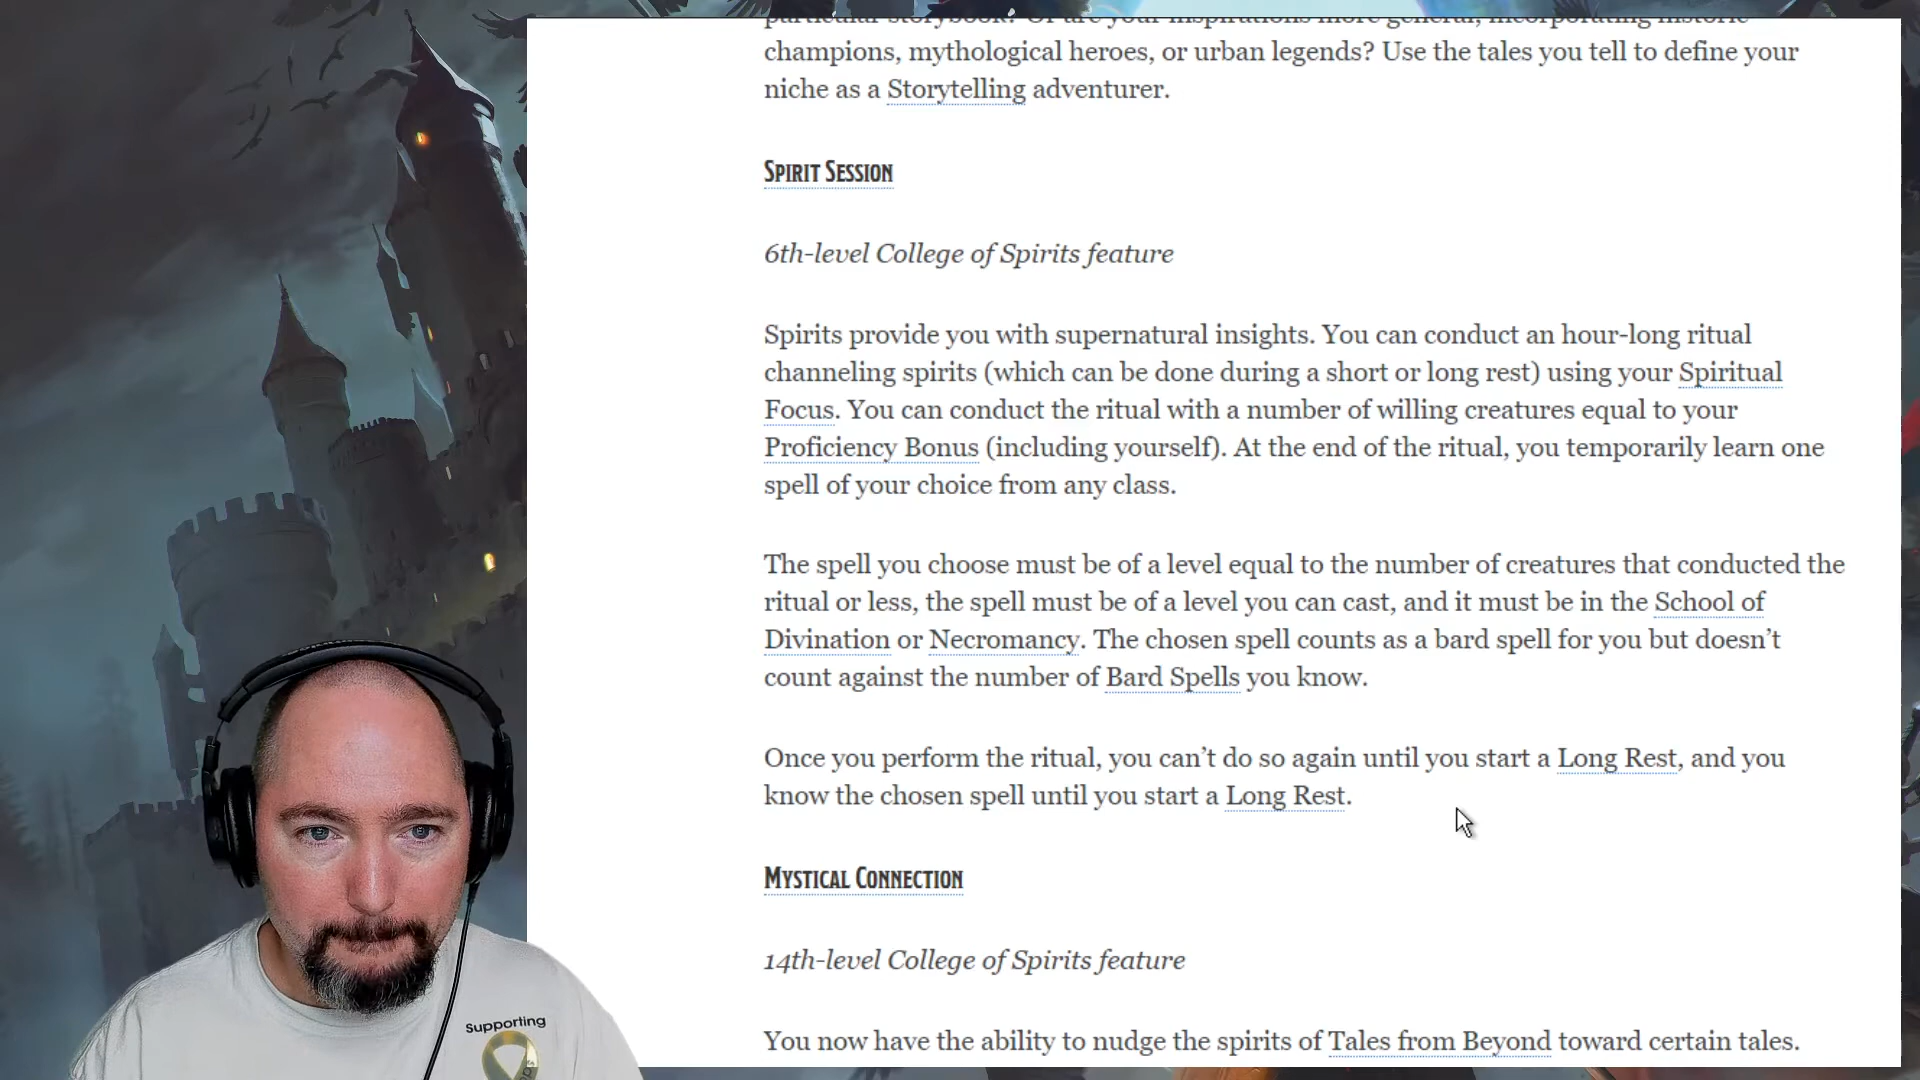 particular storybook? Or are your inspirations more general, incorporating historic
champions, mythological heroes, or urban legends? Use the tales you tell to define your
niche as a Storytelling adventurer.
SPIRIT SESSION
6th-level College of Spirits feature
Spirits provide you with supernatural insights. You can conduct an hour-long ritual
channeling spirits (which can be done during a short or long rest) using your Spiritual
Focus. You can conduct the ritual with a number of willing creatures equal to your
Proficiency Bonus (including yourself). At the end of the ritual, you temporarily learn one
spell of your choice from any class.
The spell you choose must be of a level equal to the number of creatures that conducted the
ritual or less, the spell must be of a level you can cast, and it must be in the School of
Divination or Necromancy. The chosen spell counts as a bard spell for you but doesn’t
count against the number of Bard Spells you know.
Once you perform the ritual, you can’t do so again until you start a Long Rest, and you
know the chosen spell until you start a Long Rest.
MYSTICAL CONNECTION
14th-level College of Spirits feature
You now have the ability to nudge the spirits of Tales from Beyond toward certain tales.
Supporting